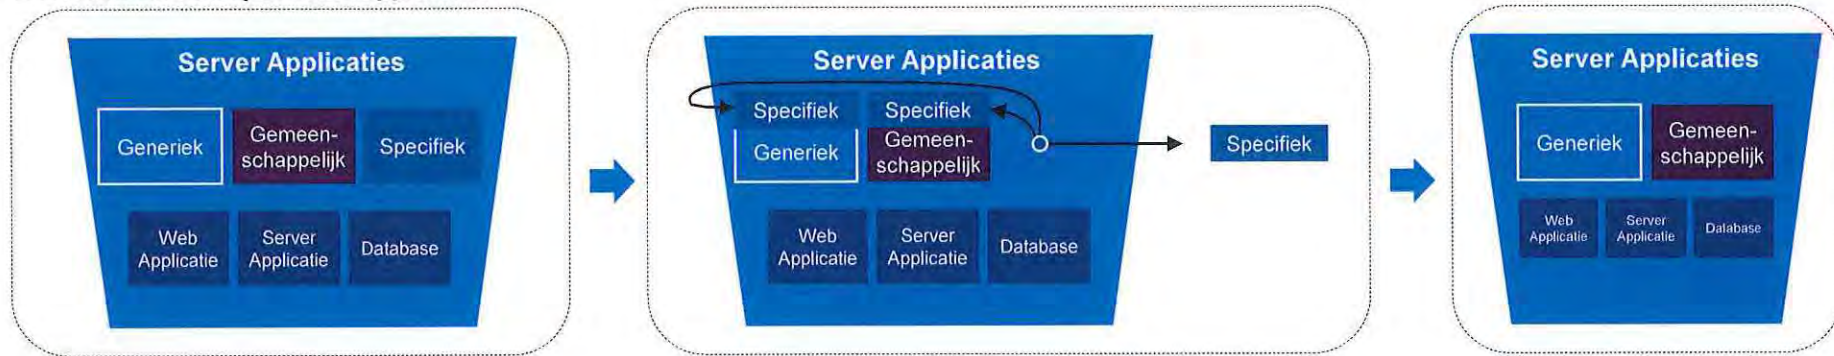 Server Applicaties
Generiek
Gemeen-
schappelijk
Specifiek
Web
Applicatie
Server
Applicatie
Database
Server Applicaties
Specifiek
Specifiek
Generiek
Gemeen-
schappelijk
Specifiek
Web
Applicatie
Server
Applicatie
Database
Server Applicaties
Generiek
Gemeen-
schappelijk
Web
Applicatie
Server
Applicatie
Database